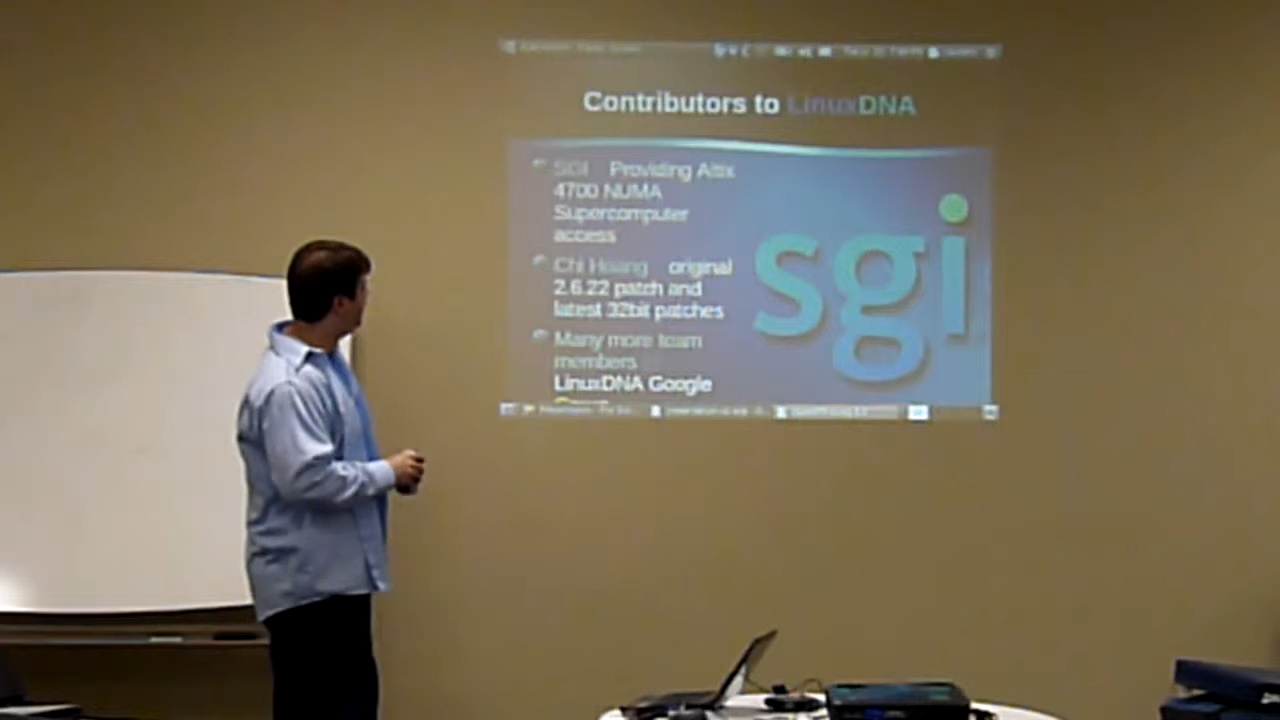 Contributors to LinuxDNA
SGI Providing Altix
4700 NUMA
Supercomputer
access
Chi Hoang original
2.6.22 patch and
latest 32bit patches
Many more team
members
LinuxDNA Google
sgi